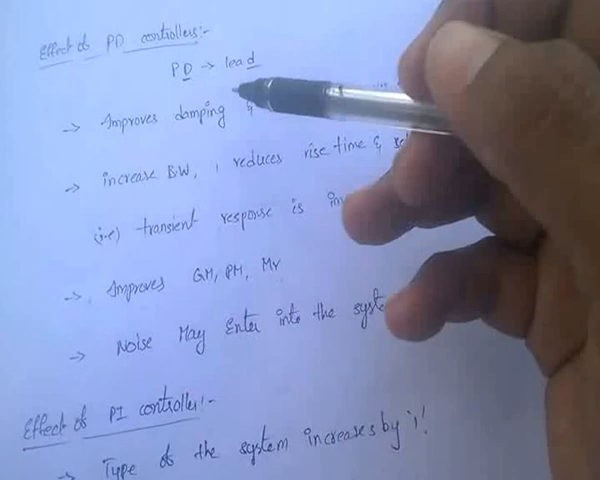 Effect of PD controllers:-
PD → lead
→ Improves damping &
→ increase BW, reduces rise time &
(i.e) transient response is
→ Improves GM, PM, Mr
→ Noise May Enter into the
Effect of PI controller:-
→ Type of the system increases by '1'